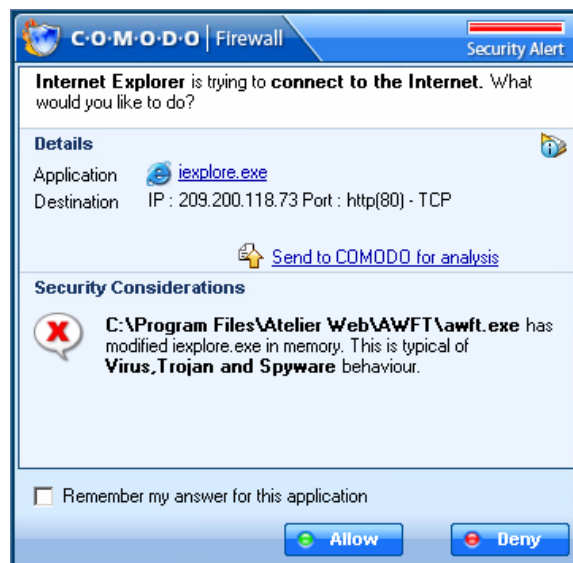 C·O·M·O·D·O | Firewall
Security Alert
Internet Explorer is trying to connect to the Internet. What
would you like to do?
Details
Application iexplore.exe
Destination IP : 209.200.118.73 Port : http(80) - TCP
Send to COMODO for analysis
Security Considerations
C:\Program Files\Atelier Web\AWFT\awft.exe has
modified iexplore.exe in memory. This is typical of
Virus,Trojan and Spyware behaviour.
Remember my answer for this application
Allow Deny